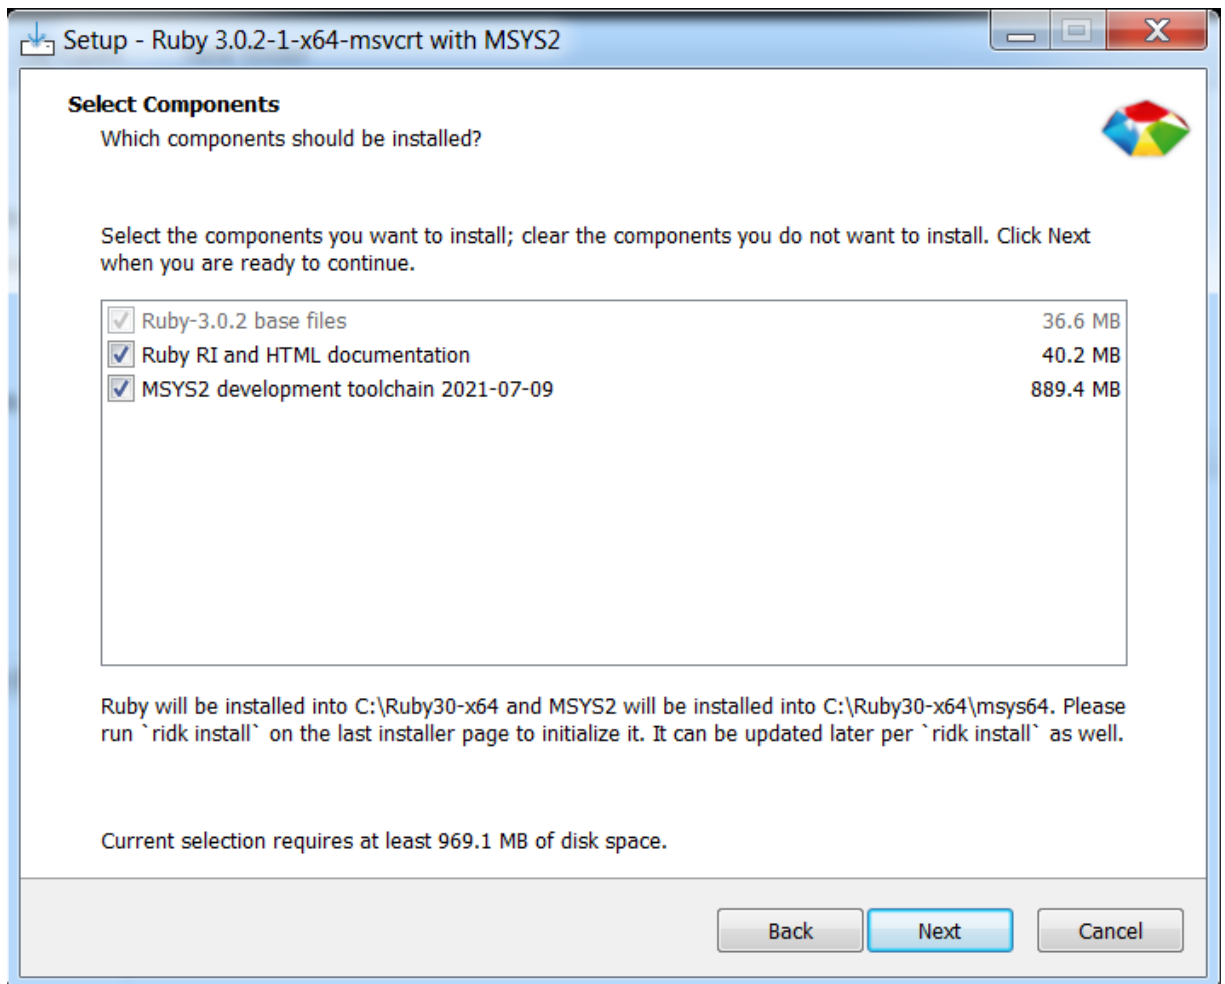 Setup - Ruby 3.0.2-1-x64-msvcrt with MSYS2
Select Components
Which components should be installed?
Select the components you want to install; clear the components you do not want to install. Click Next
when you are ready to continue.
Ruby-3.0.2 base files 36.6 MB
Ruby RI and HTML documentation 40.2 MB
MSYS2 development toolchain 2021-07-09 889.4 MB
Ruby will be installed into C:\Ruby30-x64 and MSYS2 will be installed into C:\Ruby30-x64\msys64. Please
run `ridk install` on the last installer page to initialize it. It can be updated later per `ridk install` as well.
Current selection requires at least 969.1 MB of disk space.
Back Next Cancel